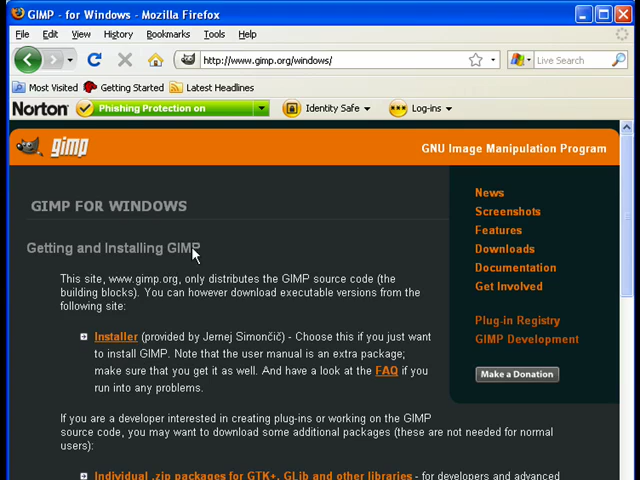 GIMP - for Windows - Mozilla Firefox
File Edit View History Bookmarks Tools Help
http://www.gimp.org/windows/ Live Search
Most Visited Getting Started Latest Headlines
Norton Phishing Protection on Identity Safe Log-ins
gimp GNU Image Manipulation Program
GIMP FOR WINDOWS
Getting and Installing GIMP
This site, www.gimp.org, only distributes the GIMP source code (the
building blocks). You can however download executable versions from the
following site:
Installer (provided by Jernej Simončič) - Choose this if you just want
to install GIMP. Note that the user manual is an extra package;
make sure that you get it as well. And have a look at the FAQ if you
run into any problems.
If you are a developer interested in creating plug-ins or working on the GIMP
source code, you may want to download some additional packages (these are not needed for normal
users):
Individual .zip packages for GTK+, GLib and other libraries - for developers and advanced
News
Screenshots
Features
Downloads
Documentation
Get Involved
Plug-in Registry
GIMP Development
Make a Donation